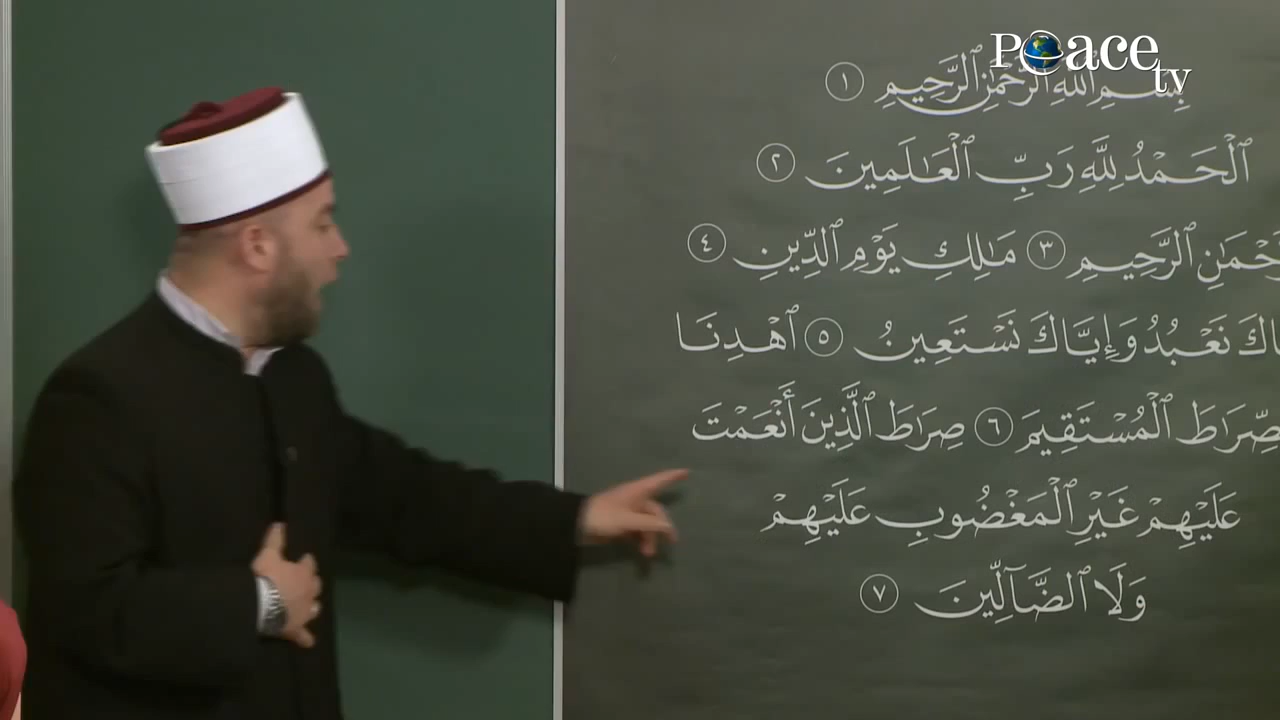 Peace tv
بِسْمِ ٱللَّهِ ٱلرَّحْمَٰنِ ٱلرَّحِيمِ ١
ٱلْحَمْدُ لِلَّهِ رَبِّ ٱلْعَٰلَمِينَ ٢
ٱلرَّحِيمِ ٣ مَٰلِكِ يَوْمِ ٱلدِّينِ ٤
نَعْبُدُ وَإِيَّاكَ نَسْتَعِينُ ٥ ٱهْدِنَا
ٱلْمُسْتَقِيمَ ٦ صِرَٰطَ ٱلَّذِينَ أَنْعَمْتَ
عَلَيْهِمْ غَيْرِ ٱلْمَغْضُوبِ عَلَيْهِمْ
وَلَا ٱلضَّآلِّينَ ٧